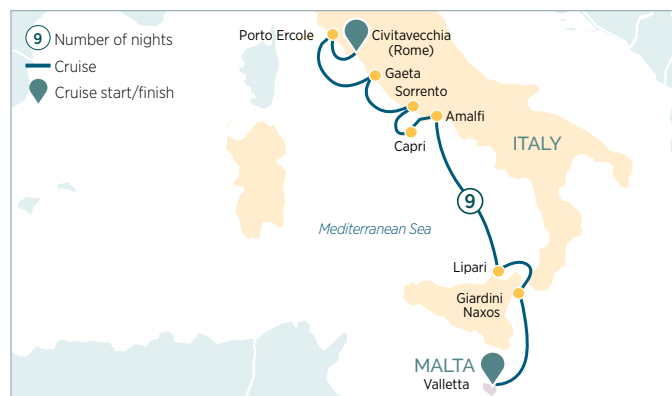 9 Number of nights
Cruise
Cruise start/finish
Porto Ercole
Civitavecchia
(Rome)
Gaeta
Sorrento
Amalfi
Capri
ITALY
9
Mediterranean Sea
Lipari
Giardini
Naxos
MALTA
Valletta